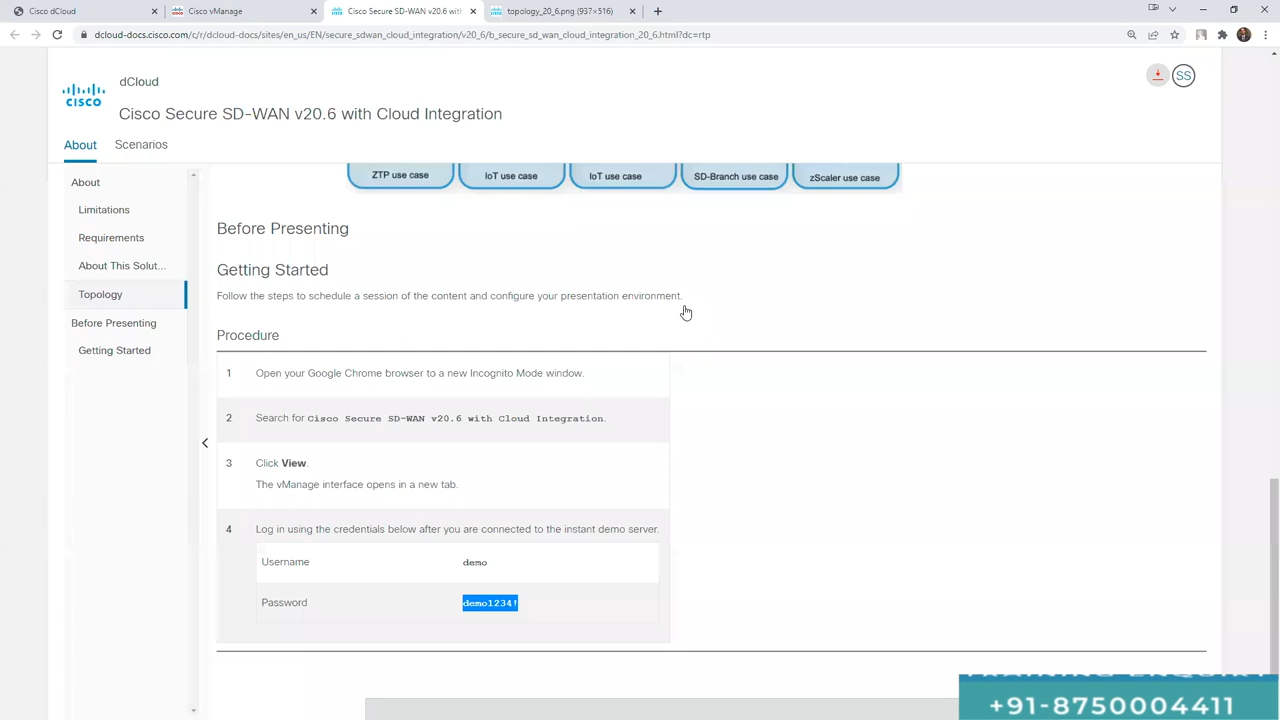 Cisco dCloud
Cisco vManage
Cisco Secure SD-WAN v20.6 with
topology_20_6.png (937×516)
dcloud-docs.cisco.com/c/r/dcloud-docs/sites/en_us/EN/secure_sdwan_cloud_integration/v20_6/b_secure_sd_wan_cloud_integration_20_6.html?dc=rtp
CISCO
dCloud
Cisco Secure SD-WAN v20.6 with Cloud Integration
SS
About
Scenarios
About
Limitations
Requirements
About This Solut...
Topology
Before Presenting
Getting Started
ZTP use case
IoT use case
IoT use case
SD-Branch use case
zScaler use case
Before Presenting
Getting Started
Follow the steps to schedule a session of the content and configure your presentation environment.
Procedure
1 Open your Google Chrome browser to a new Incognito Mode window.
2 Search for Cisco Secure SD-WAN v20.6 with Cloud Integration.
3 Click View.
The vManage interface opens in a new tab.
4 Log in using the credentials below after you are connected to the instant demo server.
Username demo
Password demo1234!
TRAINING ENQUIRY
+91-8750004411